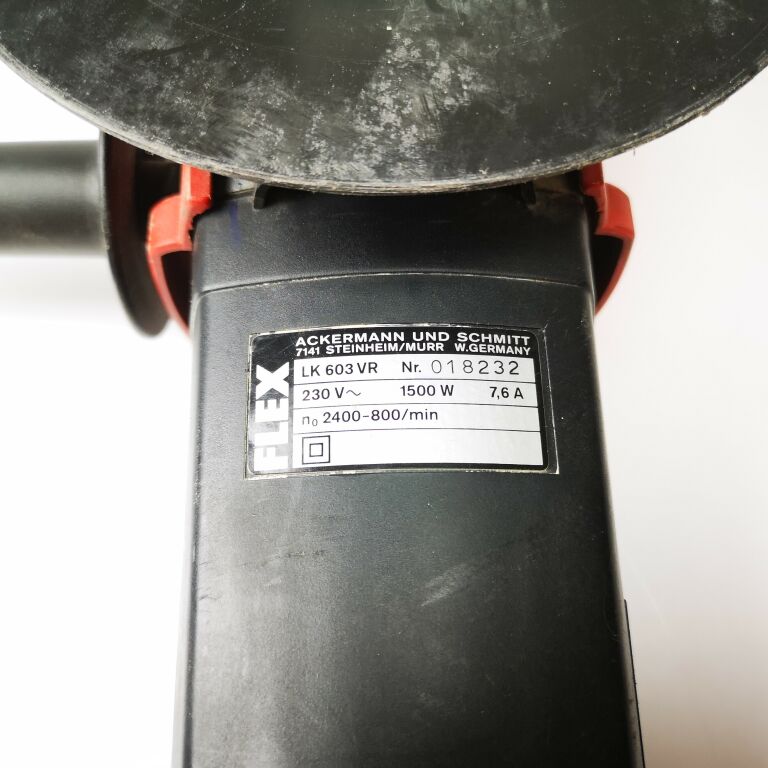 FLEX
ACKERMANN UND SCHMITT
7141 STEINHEIM/MURR W.GERMANY
LK 603 VR Nr. 018232
230 V~ 1500 W 7,6 A
n₀ 2400-800/min